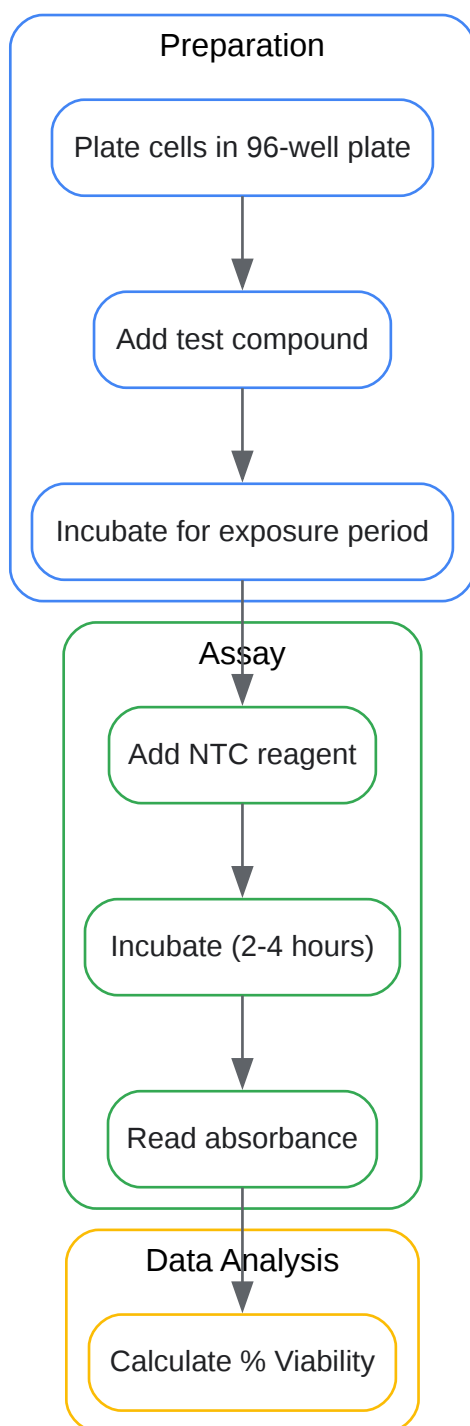 Preparation
Plate cells in 96-well plate
Add test compound
Incubate for exposure period
Assay
Add NTC reagent
Incubate (2-4 hours)
Read absorbance
Data Analysis
Calculate % Viability